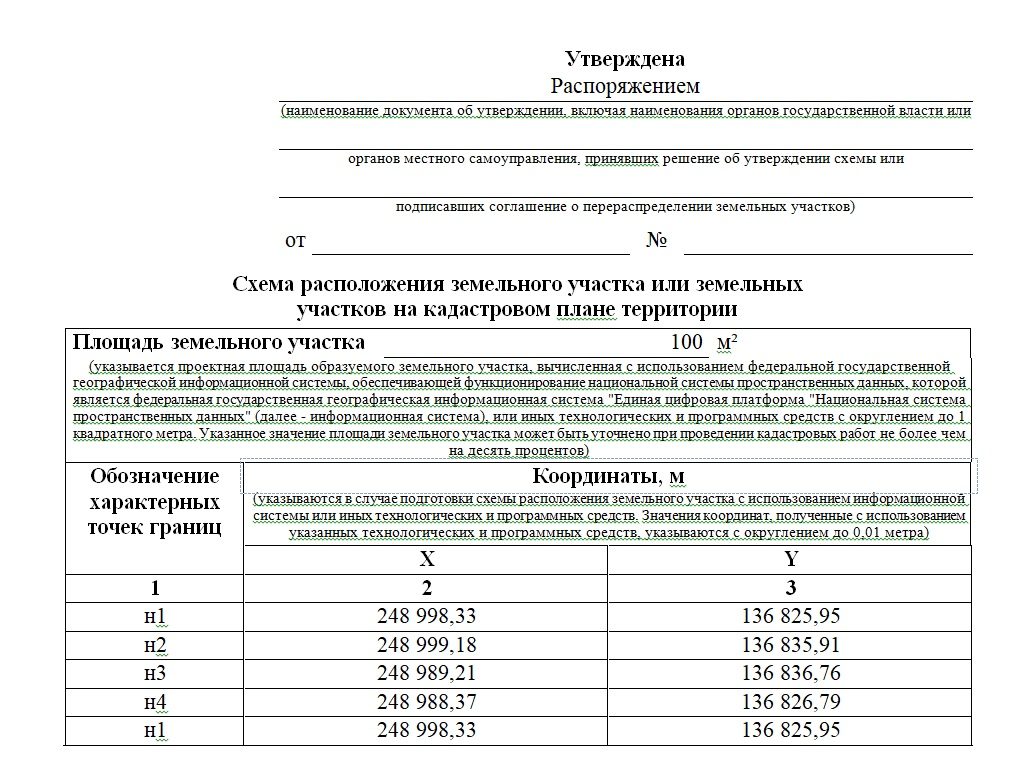 Утверждена
Распоряжением
(наименование документа об утверждении, включая наименования органов государственной власти или
органов местного самоуправления, принявших решение об утверждении схемы или
подписавших соглашение о перераспределении земельных участков)
от №
Схема расположения земельного участка или земельных
участков на кадастровом плане территории
Площадь земельного участка 100 м²
(указывается проектная площадь образуемого земельного участка, вычисленная с использованием федеральной государственной
географической информационной системы, обеспечивающей функционирование национальной системы пространственных данных, которой
является федеральная государственная географическая информационная система "Единая цифровая платформа "Национальная система
пространственных данных" (далее - информационная система), или иных технологических и программных средств с округлением до 1
квадратного метра. Указанное значение площади земельного участка может быть уточнено при проведении кадастровых работ не более чем
на десять процентов)
Обозначение
характерных
точек границ
Координаты, м
(указываются в случае подготовки схемы расположения земельного участка с использованием информационной
системы или иных технологических и программных средств. Значения координат, полученные с использованием
указанных технологических и программных средств, указываются с округлением до 0,01 метра)
X Y
1 2 3
н1 248 998,33 136 825,95
н2 248 999,18 136 835,91
н3 248 989,21 136 836,76
н4 248 988,37 136 826,79
н1 248 998,33 136 825,95